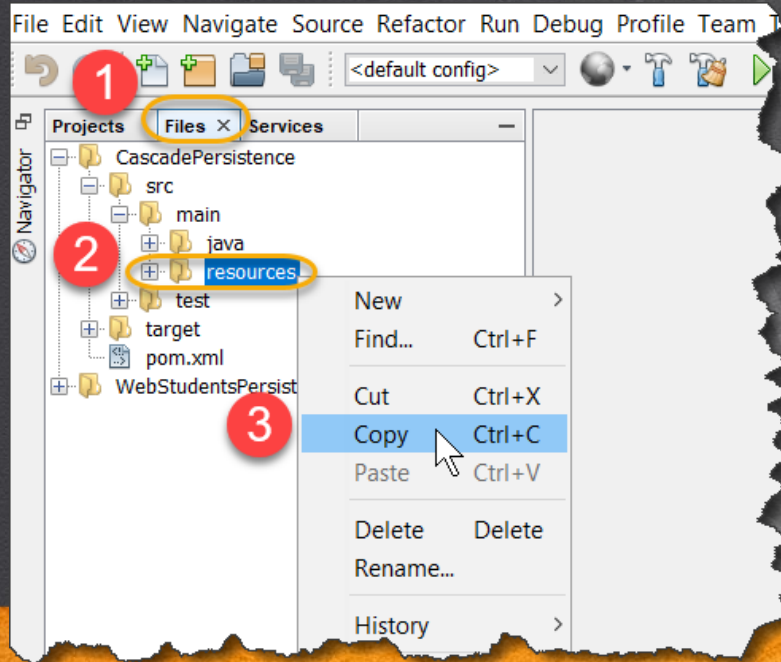 File Edit View Navigate Source Refactor Run Debug Profile Team
1
<default config>
Projects Files × Services
Navigator
CascadePersistence
src
main
2
java
resources
test
target
pom.xml
WebStudentsPersist
3
New
Find... Ctrl+F
Cut Ctrl+X
Copy Ctrl+C
Paste Ctrl+V
Delete Delete
Rename...
History